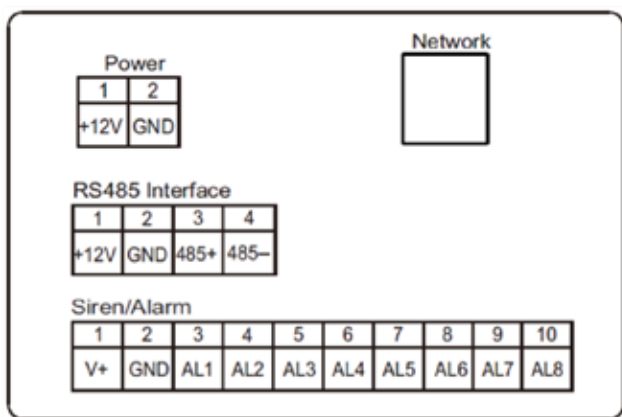 Power
1 2
+12V GND
Network
RS485 Interface
1 2 3 4
+12V GND 485+ 485−
Siren/Alarm
1 2 3 4 5 6 7 8 9 10
V+ GND AL1 AL2 AL3 AL4 AL5 AL6 AL7 AL8